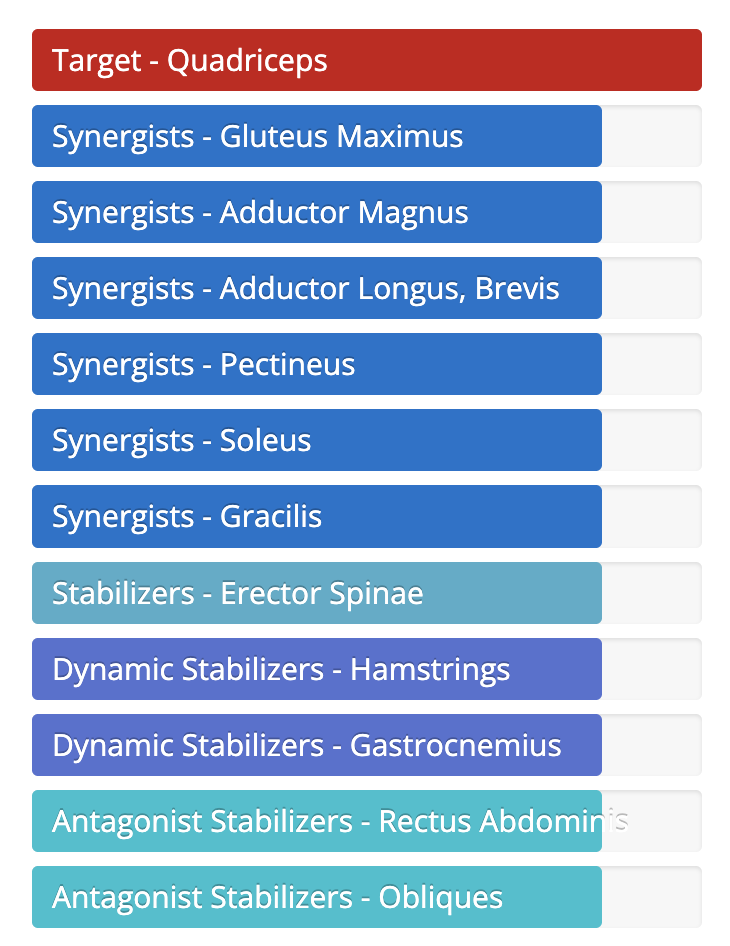 Target - Quadriceps
Synergists - Gluteus Maximus
Synergists - Adductor Magnus
Synergists - Adductor Longus, Brevis
Synergists - Pectineus
Synergists - Soleus
Synergists - Gracilis
Stabilizers - Erector Spinae
Dynamic Stabilizers - Hamstrings
Dynamic Stabilizers - Gastrocnemius
Antagonist Stabilizers - Rectus Abdominis
Antagonist Stabilizers - Obliques